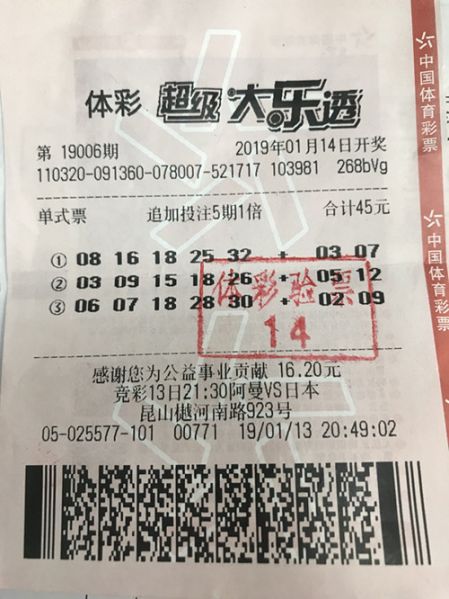 体彩 超级大乐透
第 19006期 2019年01月14日开奖
110320-091360-078007-521717 103981 268bVg
单式票 追加投注5期1倍 合计45元
① 08 16 18 25 32 + 03 07
② 03 09 15 18 26 + 05 12
③ 06 07 18 28 30 + 02 09
体彩验票
14
感谢您为公益事业贡献 16.20元
竞彩13日21:30阿曼VS日本
昆山樾河南路923号
05-025577-101 00771 19/01/13 20:49:02
中国体育彩票
中国体育彩票